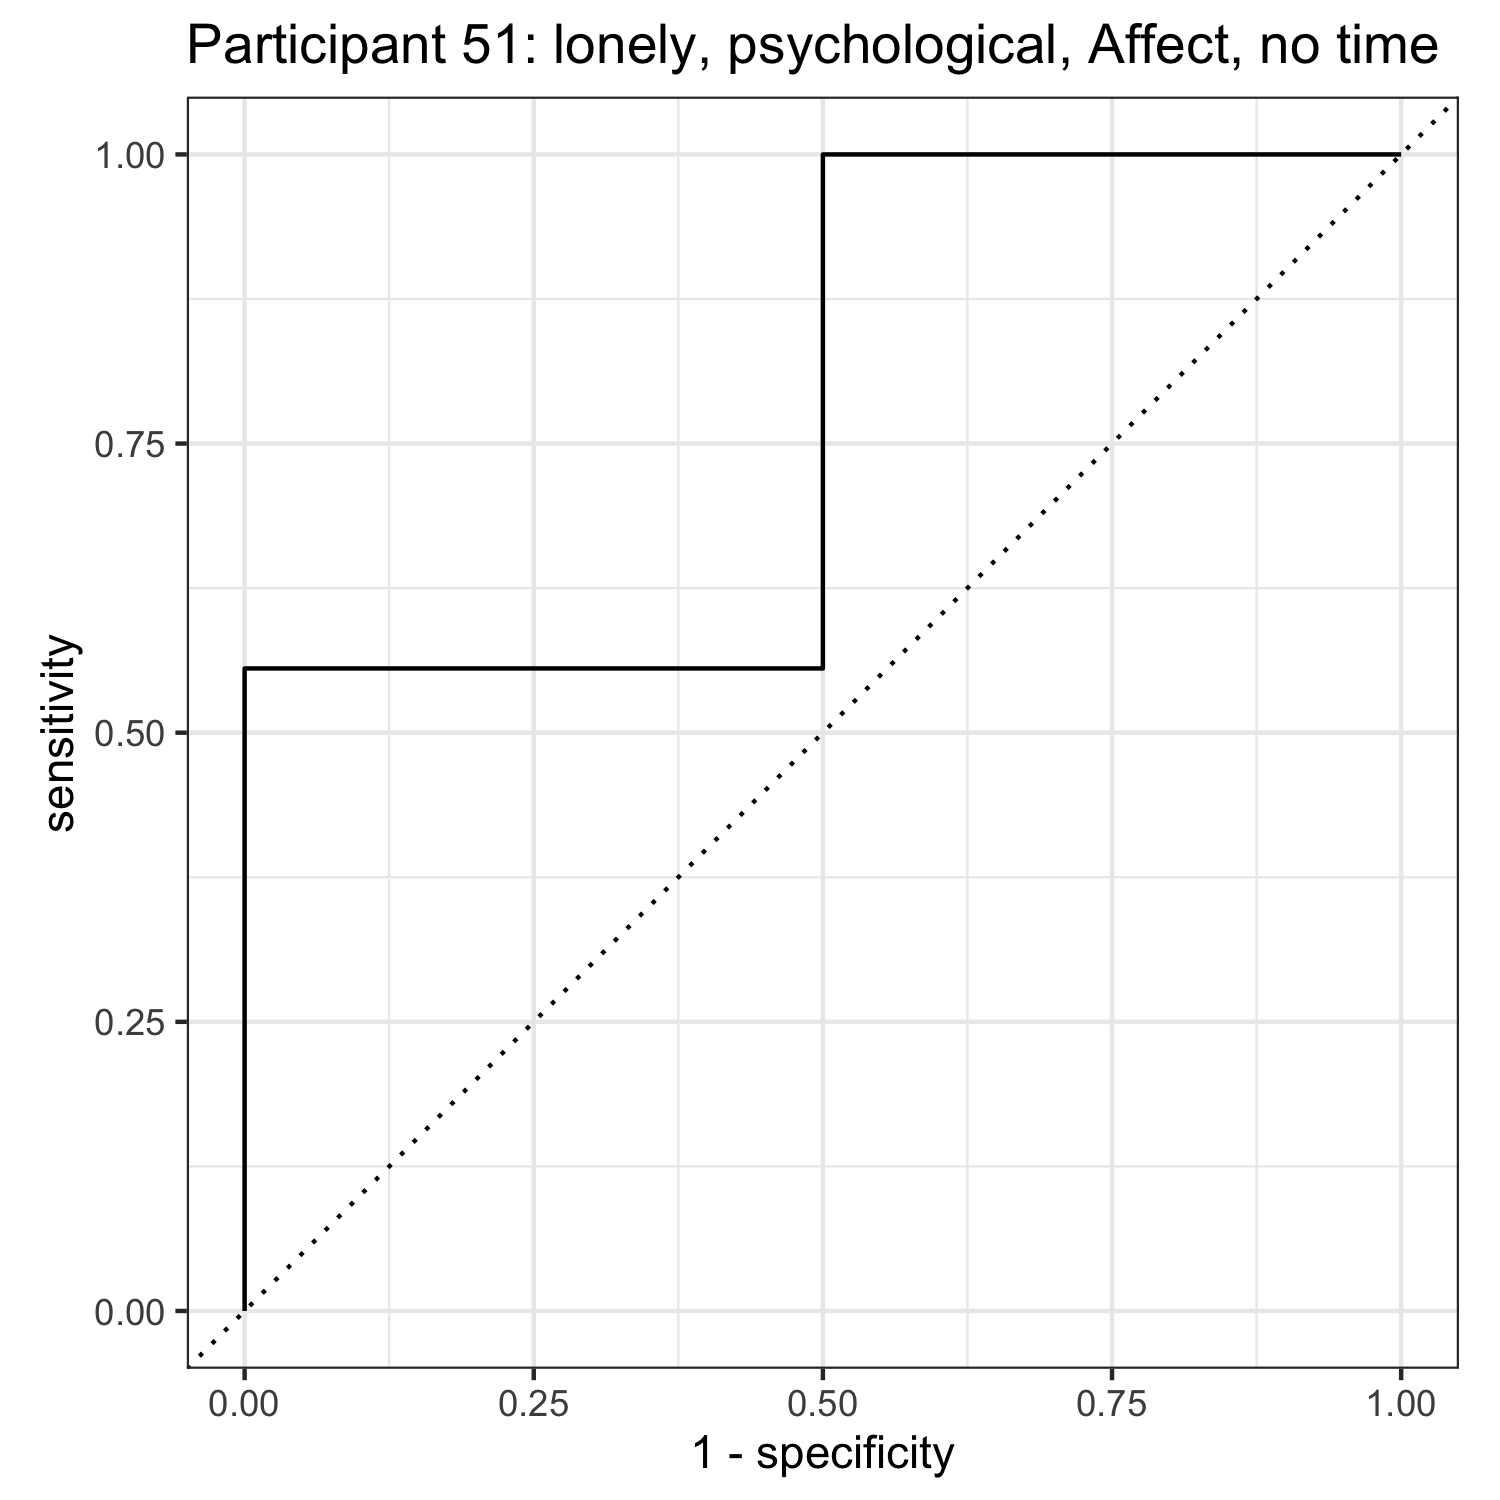 Participant 51: lonely, psychological, Affect, no time
1.00
0.75
0.50
0.25
0.00
sensitivity
0.00 0.25 0.50 0.75 1.00
1 - specificity